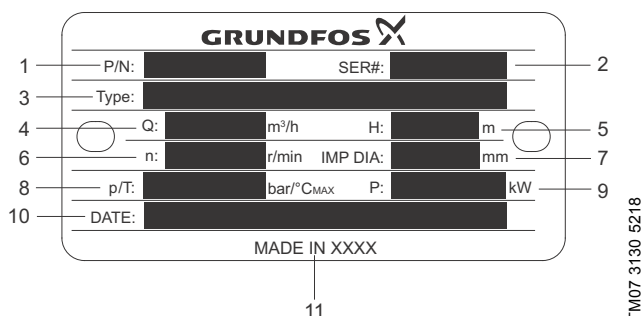 GRUNDFOS
1 P/N: SER#: 2
3 Type:
4 Q: m³/h H: m 5
6 n: r/min IMP DIA: mm 7
8 p/T: bar/°CMAX P: kW 9
10 DATE:
MADE IN XXXX
11
TM07 3130 5218